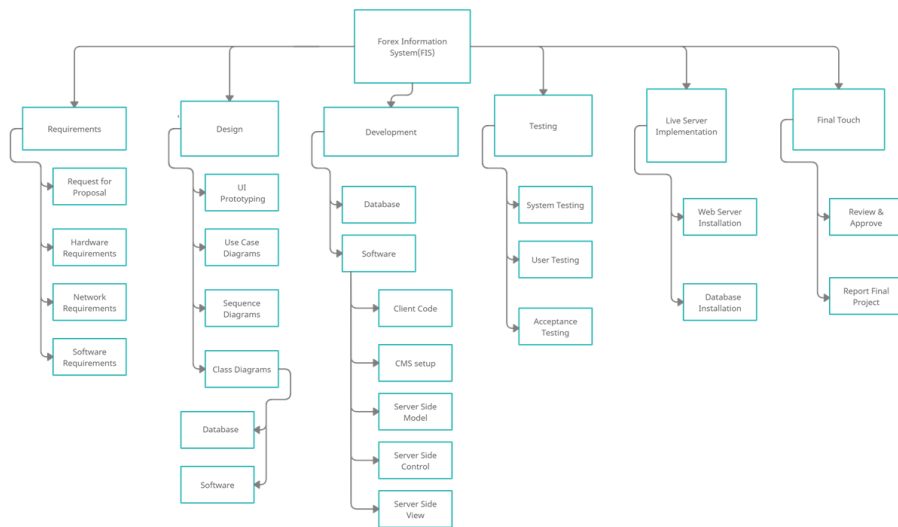 Forex Information
System(FIS)
Requirements
Design
Development
Testing
Live Server
Implementation
Final Touch
Request for
Proposal
Hardware
Requirements
Network
Requirements
Software
Requirements
UI
Prototyping
Use Case
Diagrams
Sequence
Diagrams
Class Diagrams
Database
Software
Database
Software
Client Code
CMS setup
Server Side
Model
Server Side
Control
Server Side
View
System Testing
User Testing
Acceptance
Testing
Web Server
Installation
Database
Installation
Review &
Approve
Report Final
Project